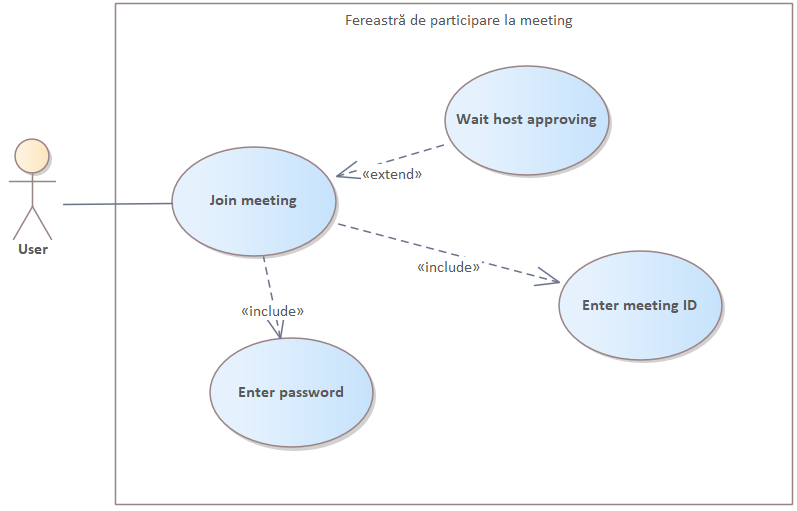 Fereastră de participare la meeting
Wait host approving
«extend»
Join meeting
User
«include»
Enter meeting ID
«include»
Enter password